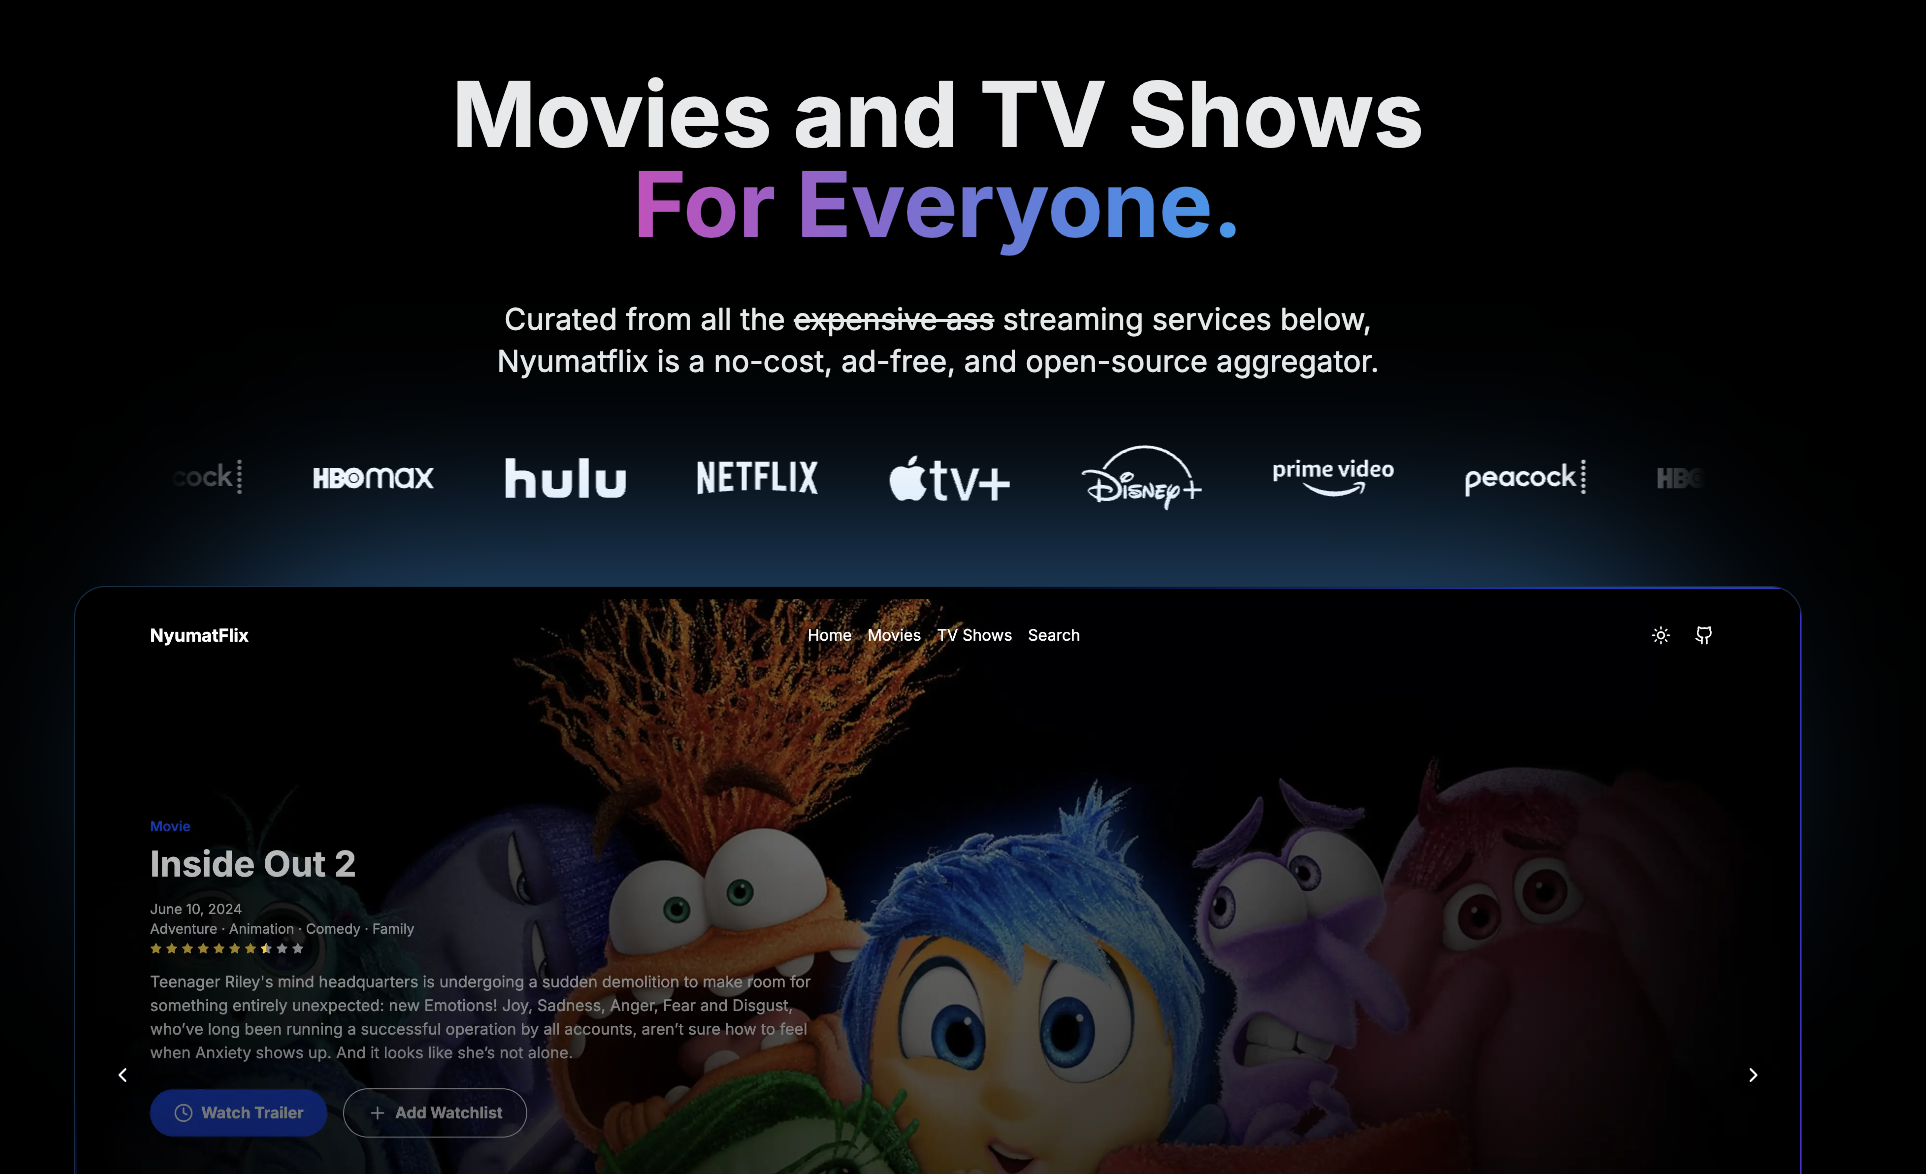 Movies and TV Shows
For Everyone.
Curated from all the expensive ass streaming services below,
Nyumatflix is a no-cost, ad-free, and open-source aggregator.
cock HBOmax hulu NETFLIX tv+ Disney+ prime video peacock HBO
NyumatFlix Home Movies TV Shows Search
Movie
Inside Out 2
June 10, 2024
Adventure · Animation · Comedy · Family
Teenager Riley's mind headquarters is undergoing a sudden demolition to make room for
something entirely unexpected: new Emotions! Joy, Sadness, Anger, Fear and Disgust,
who’ve long been running a successful operation by all accounts, aren’t sure how to feel
when Anxiety shows up. And it looks like she’s not alone.
Watch Trailer Add Watchlist